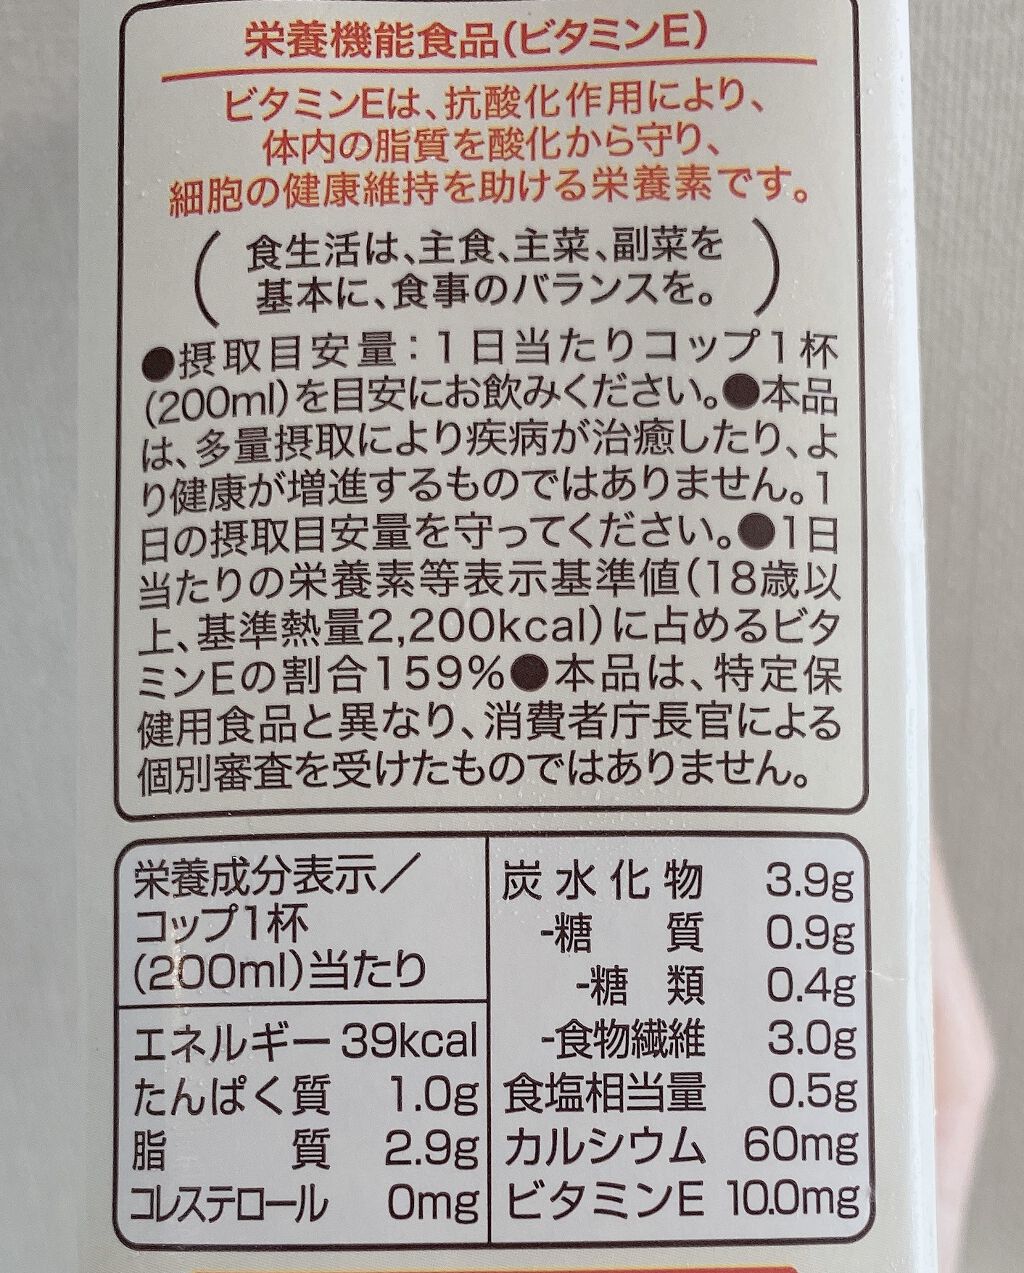 栄養機能食品(ビタミンE)
ビタミンEは、抗酸化作用により、
体内の脂質を酸化から守り、
細胞の健康維持を助ける栄養素です。
(食生活は、主食、主菜、副菜を
基本に、食事のバランスを。)
●摂取目安量:1日当たりコップ1杯
(200ml)を目安にお飲みください。●本品
は、多量摂取により疾病が治癒したり、よ
り健康が増進するものではありません。1
日の摂取目安量を守ってください。●1日
当たりの栄養素等表示基準値(18歳以
上、基準熱量2,200kcal)に占めるビタ
ミンEの割合159%●本品は、特定保
健用食品と異なり、消費者庁長官による
個別審査を受けたものではありません。
栄養成分表示/
コップ1杯
(200ml)当たり
エネルギー 39kcal
たんぱく質 1.0g
脂質 2.9g
コレステロール 0mg
炭水化物 3.9g
-糖質 0.9g
-糖類 0.4g
-食物繊維 3.0g
食塩相当量 0.5g
カルシウム 60mg
ビタミンE 10.0mg